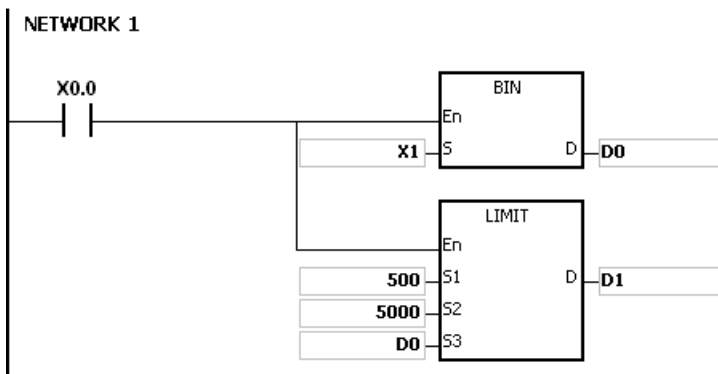 NETWORK 1
X0.0
BIN
En
X1 S D D0
LIMIT
En
500 S1 D D1
5000 S2
D0 S3